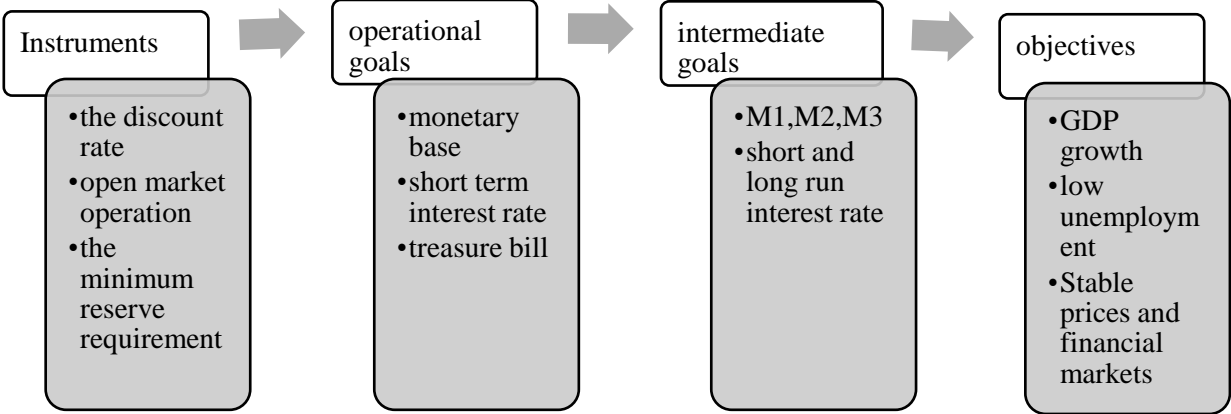 Instruments
•the discount
rate
•open market
operation
•the
minimum
reserve
requirement
operational
goals
•monetary
base
•short term
interest rate
•treasure bill
intermediate
goals
•M1,M2,M3
•short and
long run
interest rate
objectives
•GDP
growth
•low
unemploym
ent
•Stable
prices and
financial
markets